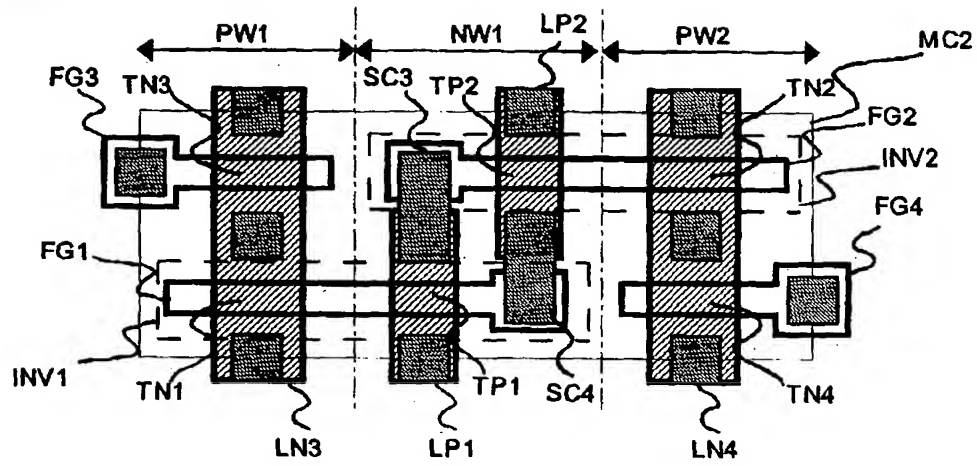 PW1 NW1 LP2 PW2 MC2
FG3 TN3 SC3 TP2 TN2
FG2
INV2
FG1 FG4
INV1 TN1 TP1 SC4 TN4
LN3 LP1 LN4